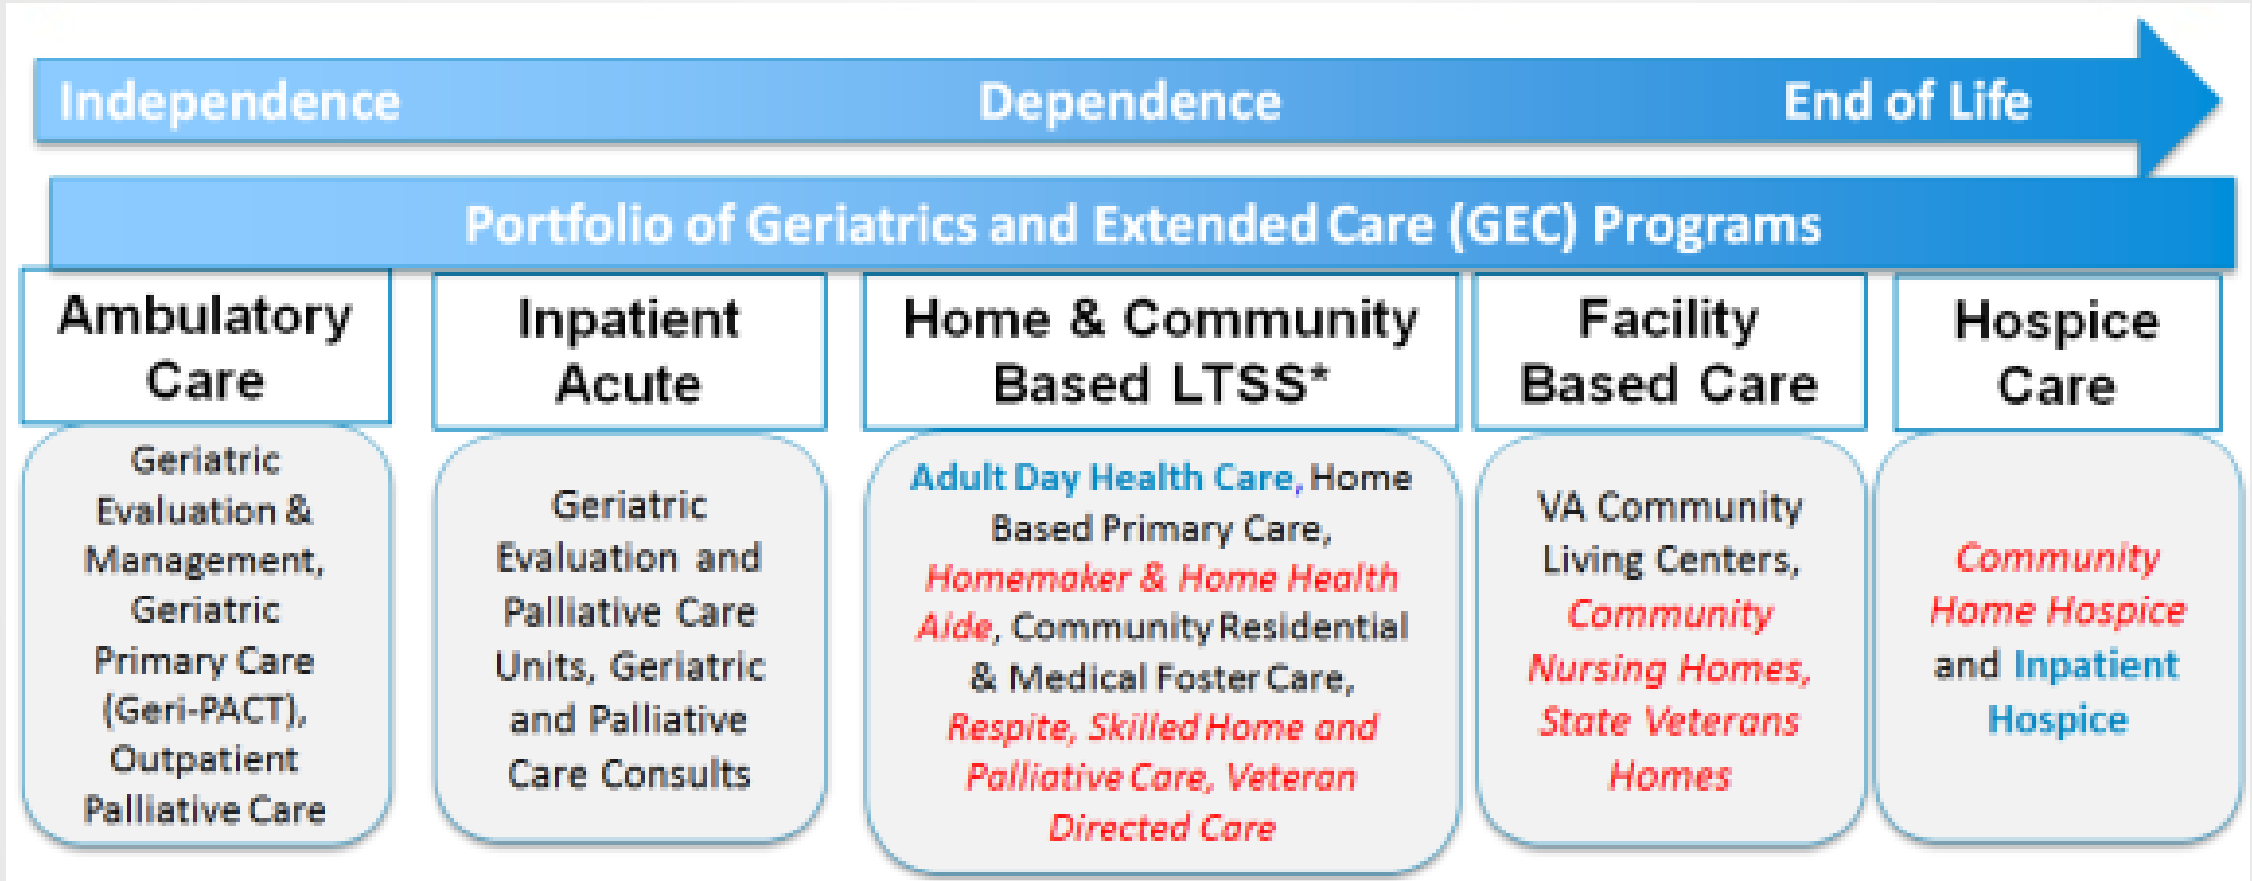 Independence Dependence End of Life
Portfolio of Geriatrics and Extended Care (GEC) Programs
Ambulatory
Care
Geriatric
Evaluation &
Management,
Geriatric
Primary Care
(Geri-PACT),
Outpatient
Palliative Care
Inpatient
Acute
Geriatric
Evaluation and
Palliative Care
Units, Geriatric
and Palliative
Care Consults
Home & Community
Based LTSS*
Adult Day Health Care, Home
Based Primary Care,
Homemaker & Home Health
Aide, Community Residential
& Medical Foster Care,
Respite, Skilled Home and
Palliative Care, Veteran
Directed Care
Facility
Based Care
VA Community
Living Centers,
Community
Nursing Homes,
State Veterans
Homes
Hospice
Care
Community
Home Hospice
and Inpatient
Hospice